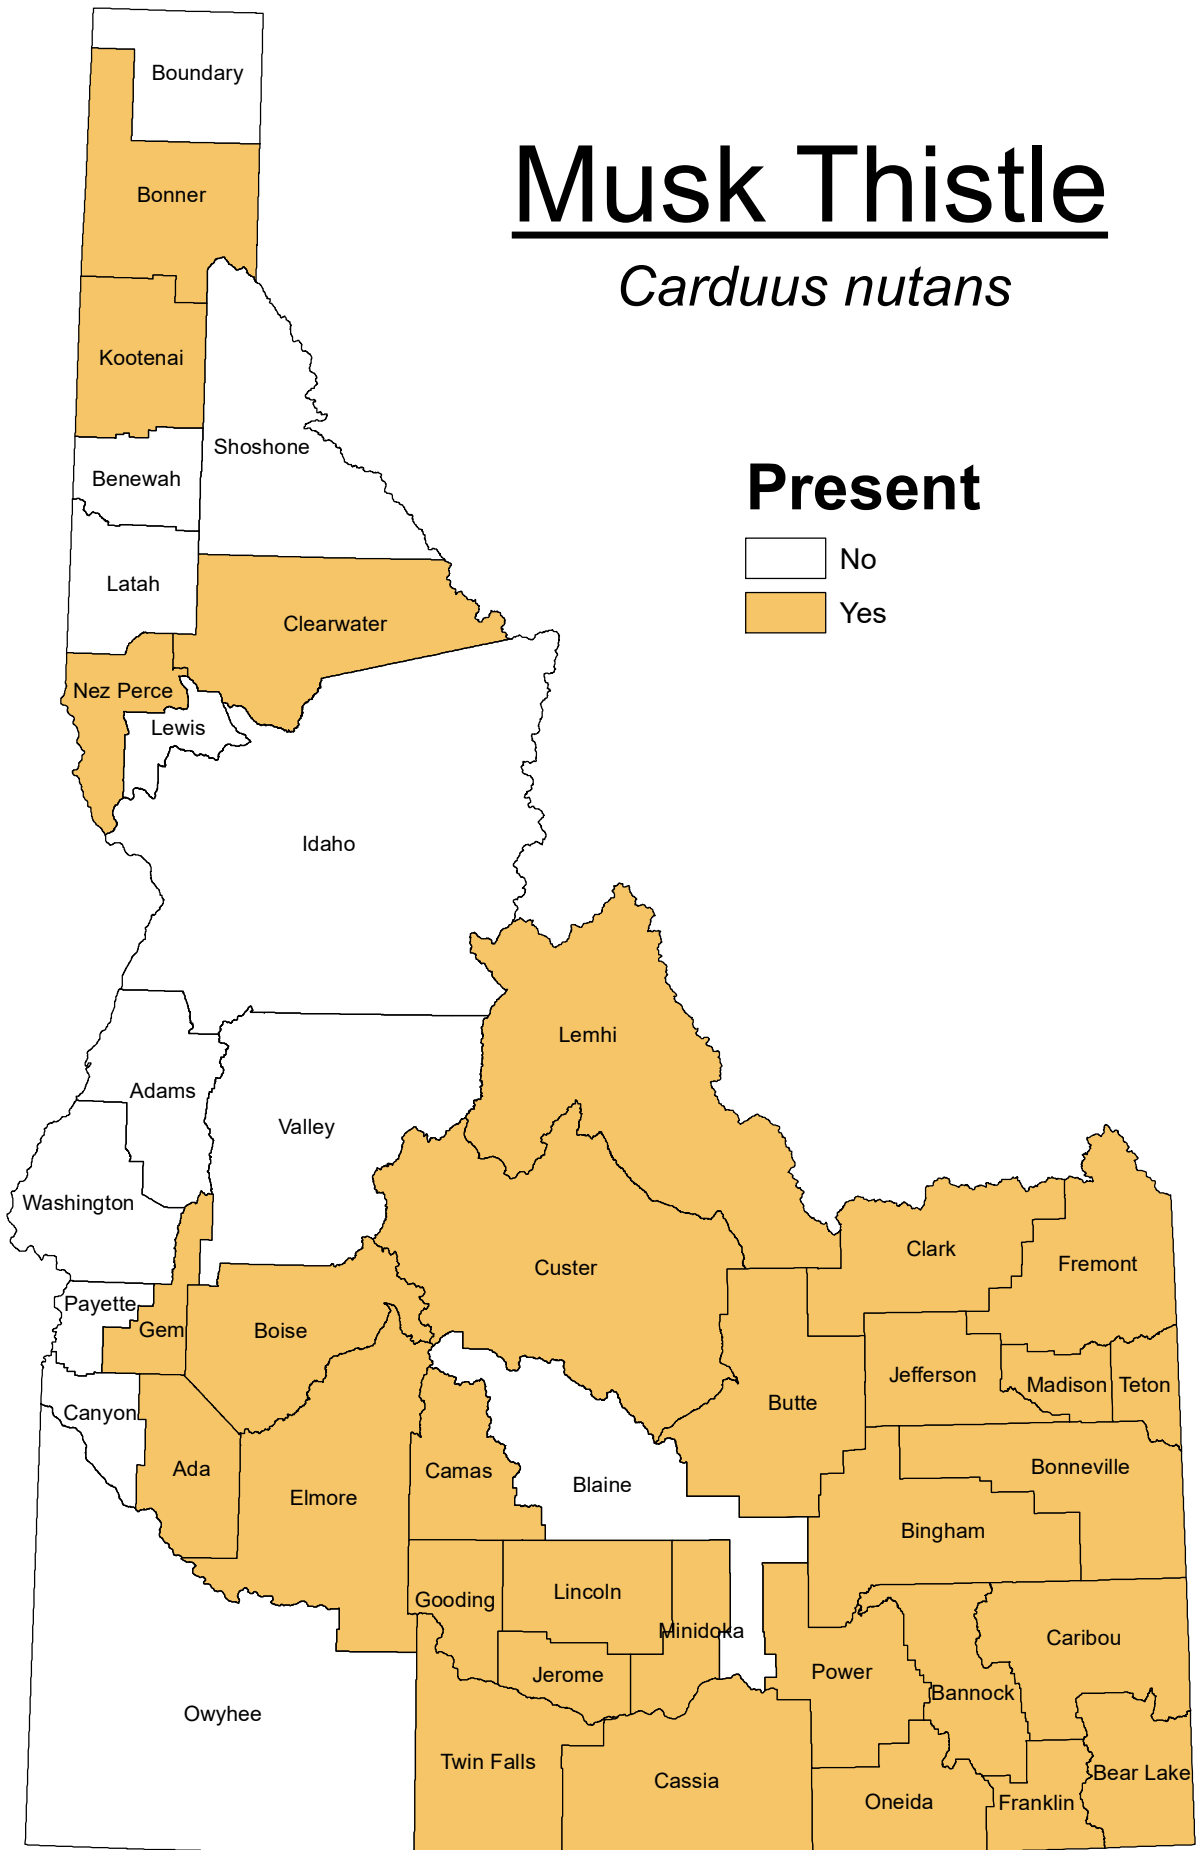 Boundary
Musk Thistle
Bonner
Carduus nutans
Kootenai
Shoshone
Benewah
Present
No
Latah
Yes
Clearwater
Nez Perce
Lewis
Idaho
Lemhi
Adams
Valley
Washington
Clark
Custer
Fremont
Payette
Gem
Boise
Jefferson
Madison
Teton
Butte
Canyon
Ada
Camas
Bonneville
Blaine
Elmore
Bingham
Lincoln
Gooding
Minidoka
Caribou
Jerome
Power
Bannock
Owyhee
Twin Falls
Bear Lake
Cassia
Oneida
Franklin